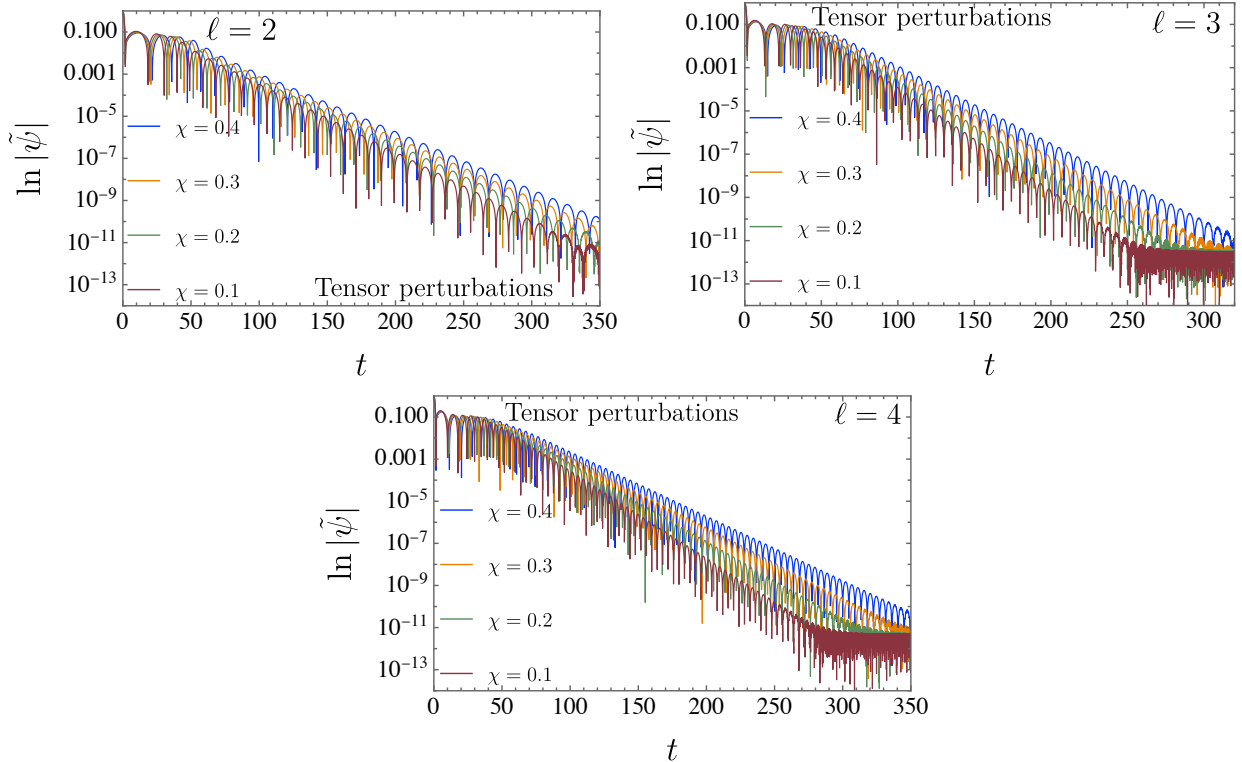 ℓ = 2
ln |ψ̃|
0.100
0.001
10⁻⁵
10⁻⁷
10⁻⁹
10⁻¹¹
10⁻¹³
χ = 0.4
χ = 0.3
χ = 0.2
χ = 0.1
Tensor perturbations
0 50 100 150 200 250 300 350
t
Tensor perturbations
ℓ = 3
ln |ψ̃|
0.100
0.001
10⁻⁵
10⁻⁷
10⁻⁹
10⁻¹¹
10⁻¹³
χ = 0.4
χ = 0.3
χ = 0.2
χ = 0.1
0 50 100 150 200 250 300
t
Tensor perturbations
ℓ = 4
ln |ψ̃|
0.100
0.001
10⁻⁵
10⁻⁷
10⁻⁹
10⁻¹¹
10⁻¹³
χ = 0.4
χ = 0.3
χ = 0.2
χ = 0.1
0 50 100 150 200 250 300 350
t